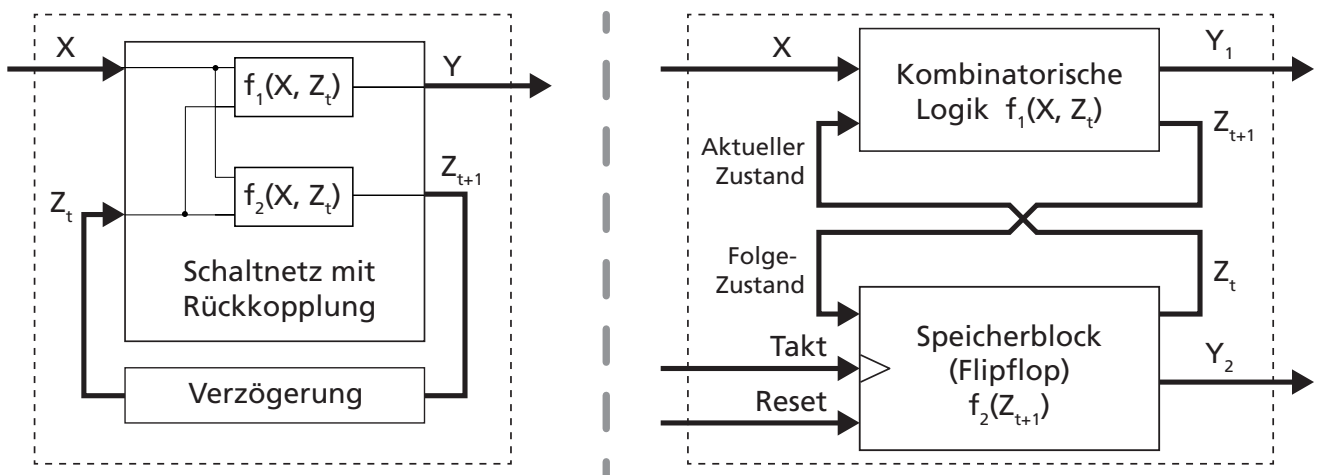 X
f₁(X, Zₜ)
Y
f₂(X, Zₜ)
Zₜ₊₁
Zₜ
Schaltnetz mit
Rückkopplung
Verzögerung
X
Kombinatorische
Logik f₁(X, Zₜ)
Y₁
Zₜ₊₁
Aktueller
Zustand
Folge-
Zustand
Zₜ
Takt
Reset
Speicherblock
(Flipflop)
f₂(Zₜ₊₁)
Y₂